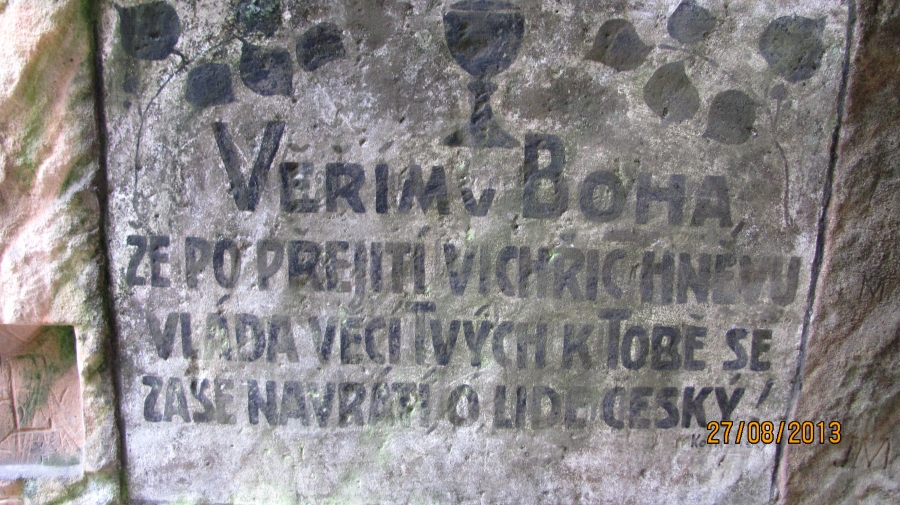 VĚŘÍM V BOHA,
ŽE PO PŘEJITÍ VICHŘIC HNĚVU
VLÁDA VĚCÍ TVÝCH K TOBĚ SE
ZASE NAVRÁTÍ Ó LIDE ČESKÝ!
27/08/2013
JM